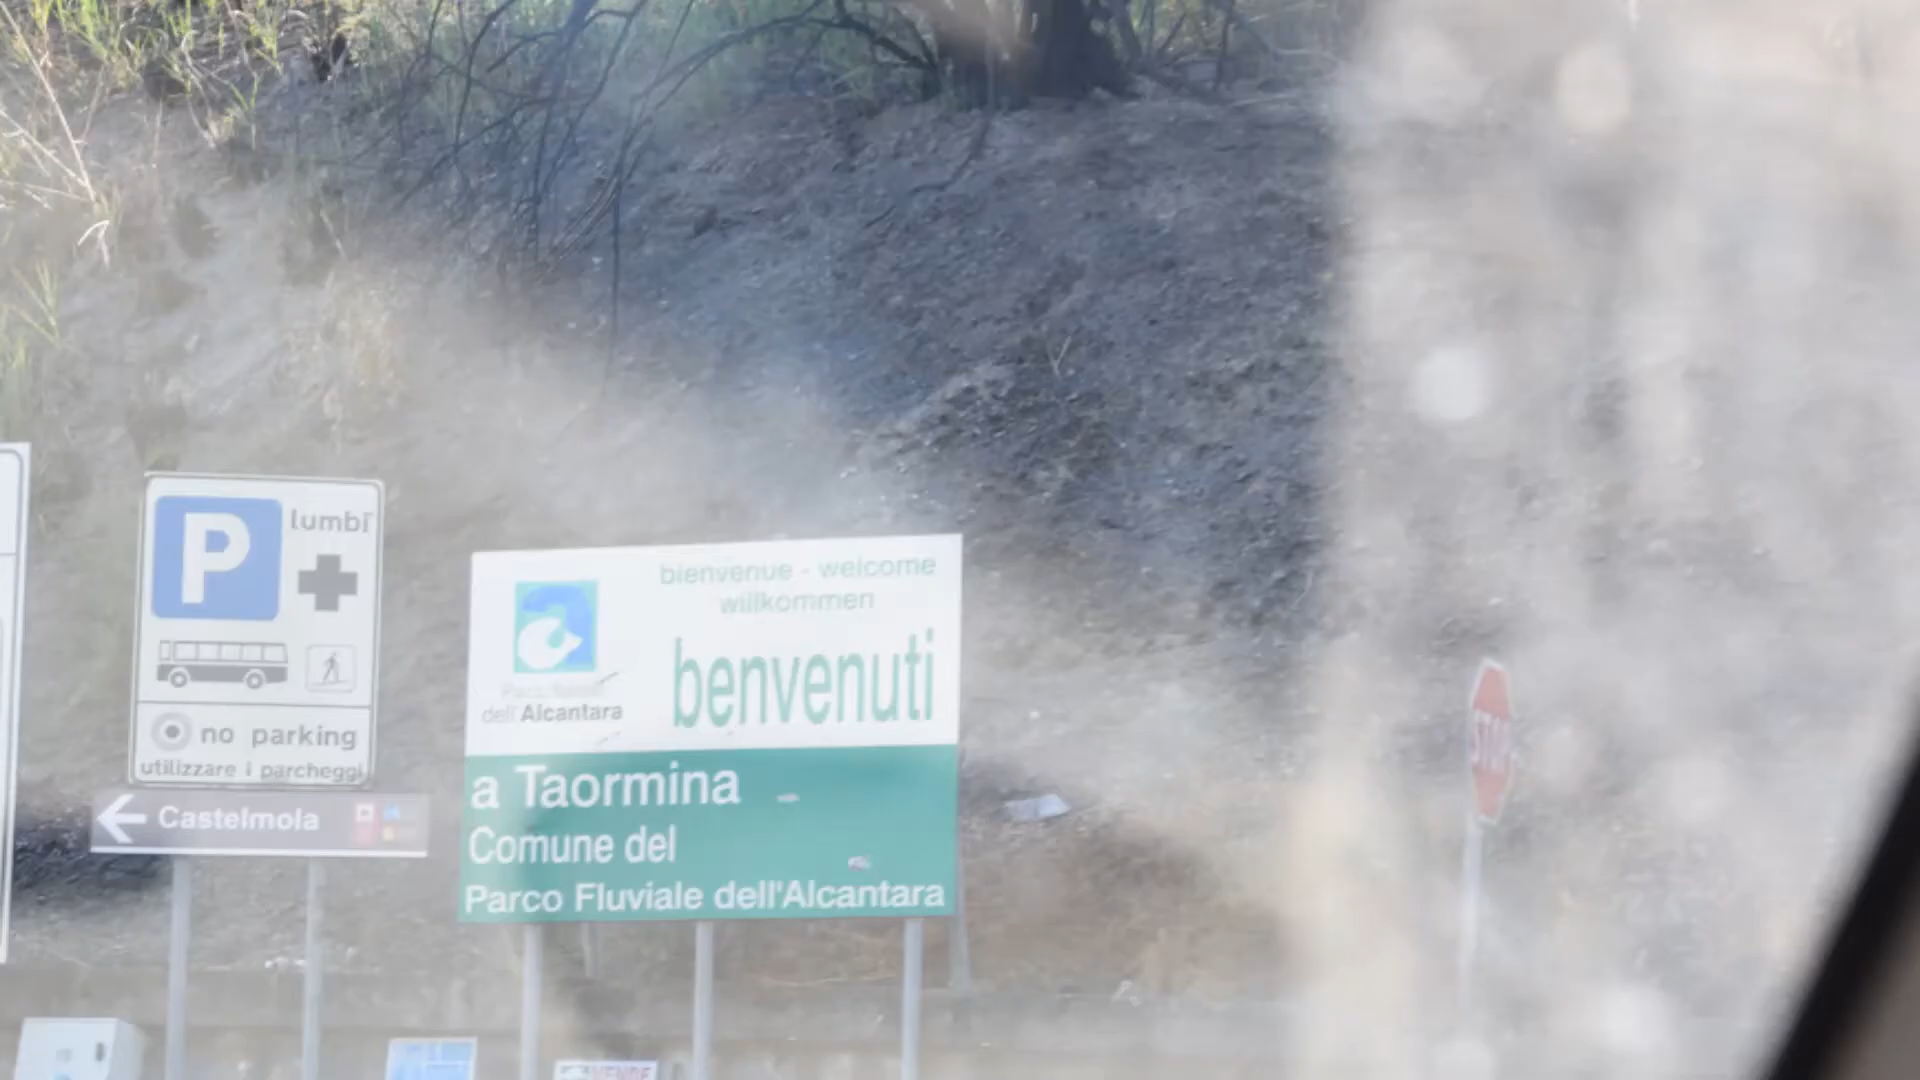 P
lumbi
no parking
utilizzare i parcheggi
Castelmola
bienvenue - welcome
willkommen
benvenuti
dell'Alcantara
a Taormina
Comune del
Parco Fluviale dell'Alcantara
STOP
VENDE